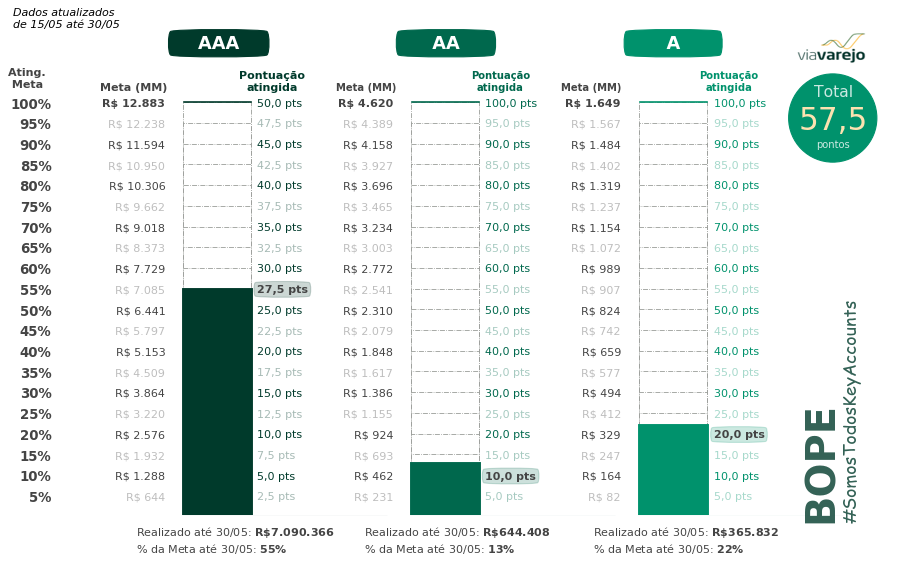 Dados atualizados
de 15/05 até 30/05
AAA
AA
A
viavarejo
Total
57,5
pontos
Ating. Meta
Meta (MM)
Pontuação atingida
Meta (MM)
Pontuação atingida
Meta (MM)
Pontuação atingida
100% R$ 12.883 50,0 pts R$ 4.620 100,0 pts R$ 1.649 100,0 pts
95% R$ 12.238 47,5 pts R$ 4.389 95,0 pts R$ 1.567 95,0 pts
90% R$ 11.594 45,0 pts R$ 4.158 90,0 pts R$ 1.484 90,0 pts
85% R$ 10.950 42,5 pts R$ 3.927 85,0 pts R$ 1.402 85,0 pts
80% R$ 10.306 40,0 pts R$ 3.696 80,0 pts R$ 1.319 80,0 pts
75% R$ 9.662 37,5 pts R$ 3.465 75,0 pts R$ 1.237 75,0 pts
70% R$ 9.018 35,0 pts R$ 3.234 70,0 pts R$ 1.154 70,0 pts
65% R$ 8.373 32,5 pts R$ 3.003 65,0 pts R$ 1.072 65,0 pts
60% R$ 7.729 30,0 pts R$ 2.772 60,0 pts R$ 989 60,0 pts
55% R$ 7.085 27,5 pts R$ 2.541 55,0 pts R$ 907 55,0 pts
50% R$ 6.441 25,0 pts R$ 2.310 50,0 pts R$ 824 50,0 pts
45% R$ 5.797 22,5 pts R$ 2.079 45,0 pts R$ 742 45,0 pts
40% R$ 5.153 20,0 pts R$ 1.848 40,0 pts R$ 659 40,0 pts
35% R$ 4.509 17,5 pts R$ 1.617 35,0 pts R$ 577 35,0 pts
30% R$ 3.864 15,0 pts R$ 1.386 30,0 pts R$ 494 30,0 pts
25% R$ 3.220 12,5 pts R$ 1.155 25,0 pts R$ 412 25,0 pts
20% R$ 2.576 10,0 pts R$ 924 20,0 pts R$ 329 20,0 pts
15% R$ 1.932 7,5 pts R$ 693 15,0 pts R$ 247 15,0 pts
10% R$ 1.288 5,0 pts R$ 462 10,0 pts R$ 164 10,0 pts
5% R$ 644 2,5 pts R$ 231 5,0 pts R$ 82 5,0 pts
Realizado até 30/05: R$7.090.366
% da Meta até 30/05: 55%
Realizado até 30/05: R$644.408
% da Meta até 30/05: 13%
Realizado até 30/05: R$365.832
% da Meta até 30/05: 22%
BOPE
#SomosTodosKeyAccounts